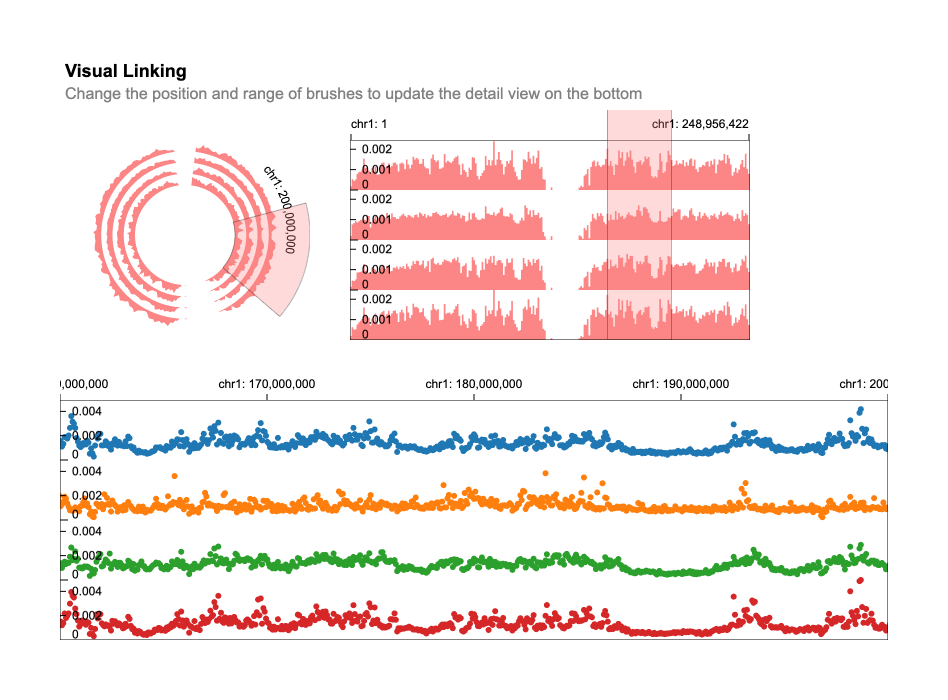 Visual Linking
Change the position and range of brushes to update the detail view on the bottom
chr1: 1
chr1: 248,956,422
chr1: 200,000,000
0.002
0.001
0
0.002
0.001
0
0.002
0.001
0
0.002
0.001
0
0,000,000
chr1: 170,000,000
chr1: 180,000,000
chr1: 190,000,000
chr1: 200
0.004
0.002
0
0.004
0.002
0
0.004
0.002
0
0.004
0.002
0